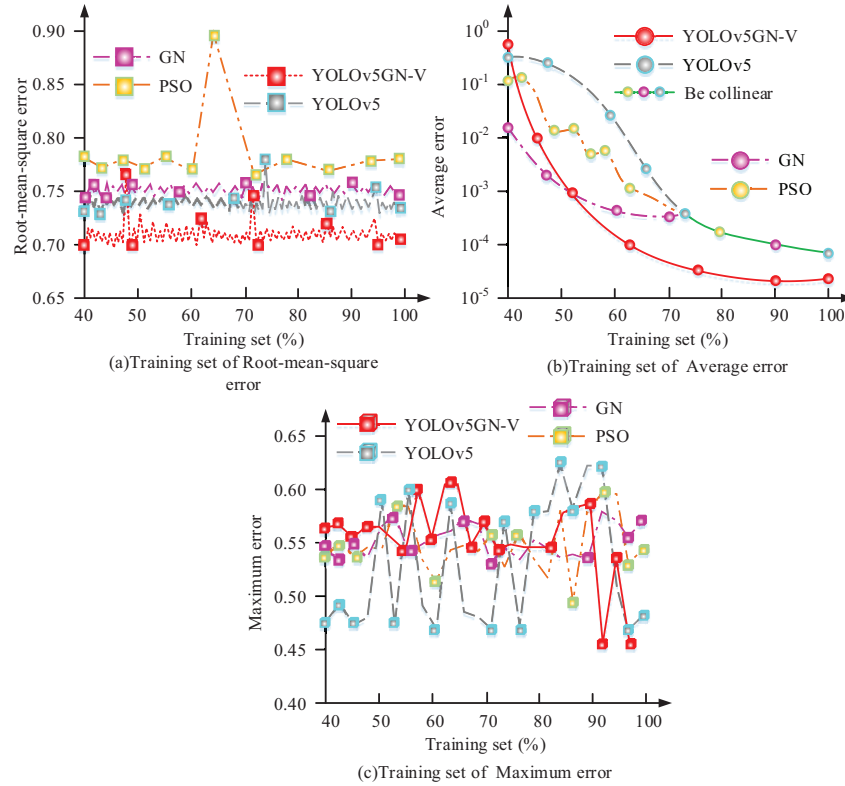 0.90
0.85
0.80
0.75
0.70
0.65
Root-mean-square error
GN
PSO
YOLOv5GN-V
YOLOv5
40 50 60 70 80 90 100
Training set (%)
(a)Training set of Root-mean-square
error
10^0
10^-1
10^-2
10^-3
10^-4
10^-5
Average error
YOLOv5GN-V
YOLOv5
Be collinear
GN
PSO
40 50 60 70 80 90 100
Training set (%)
(b)Training set of Average error
0.65
0.60
0.55
0.50
0.45
0.40
Maximum error
YOLOv5GN-V
YOLOv5
GN
PSO
40 50 60 70 80 90 100
Training set (%)
(c)Training set of Maximum error